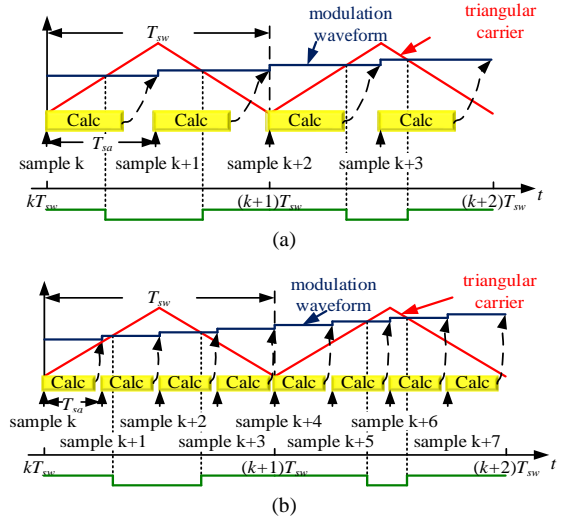 T_sw
modulation waveform
triangular carrier
Calc Calc Calc Calc
T_sa
sample k sample k+1 sample k+2 sample k+3
t
kT_sw (k+1)T_sw (k+2)T_sw
(a)
T_sw
modulation waveform
triangular carrier
Calc Calc Calc Calc Calc Calc Calc Calc
T_sa
sample k sample k+2 sample k+4 sample k+6
sample k+1 sample k+3 sample k+5 sample k+7
t
kT_sw (k+1)T_sw (k+2)T_sw
(b)